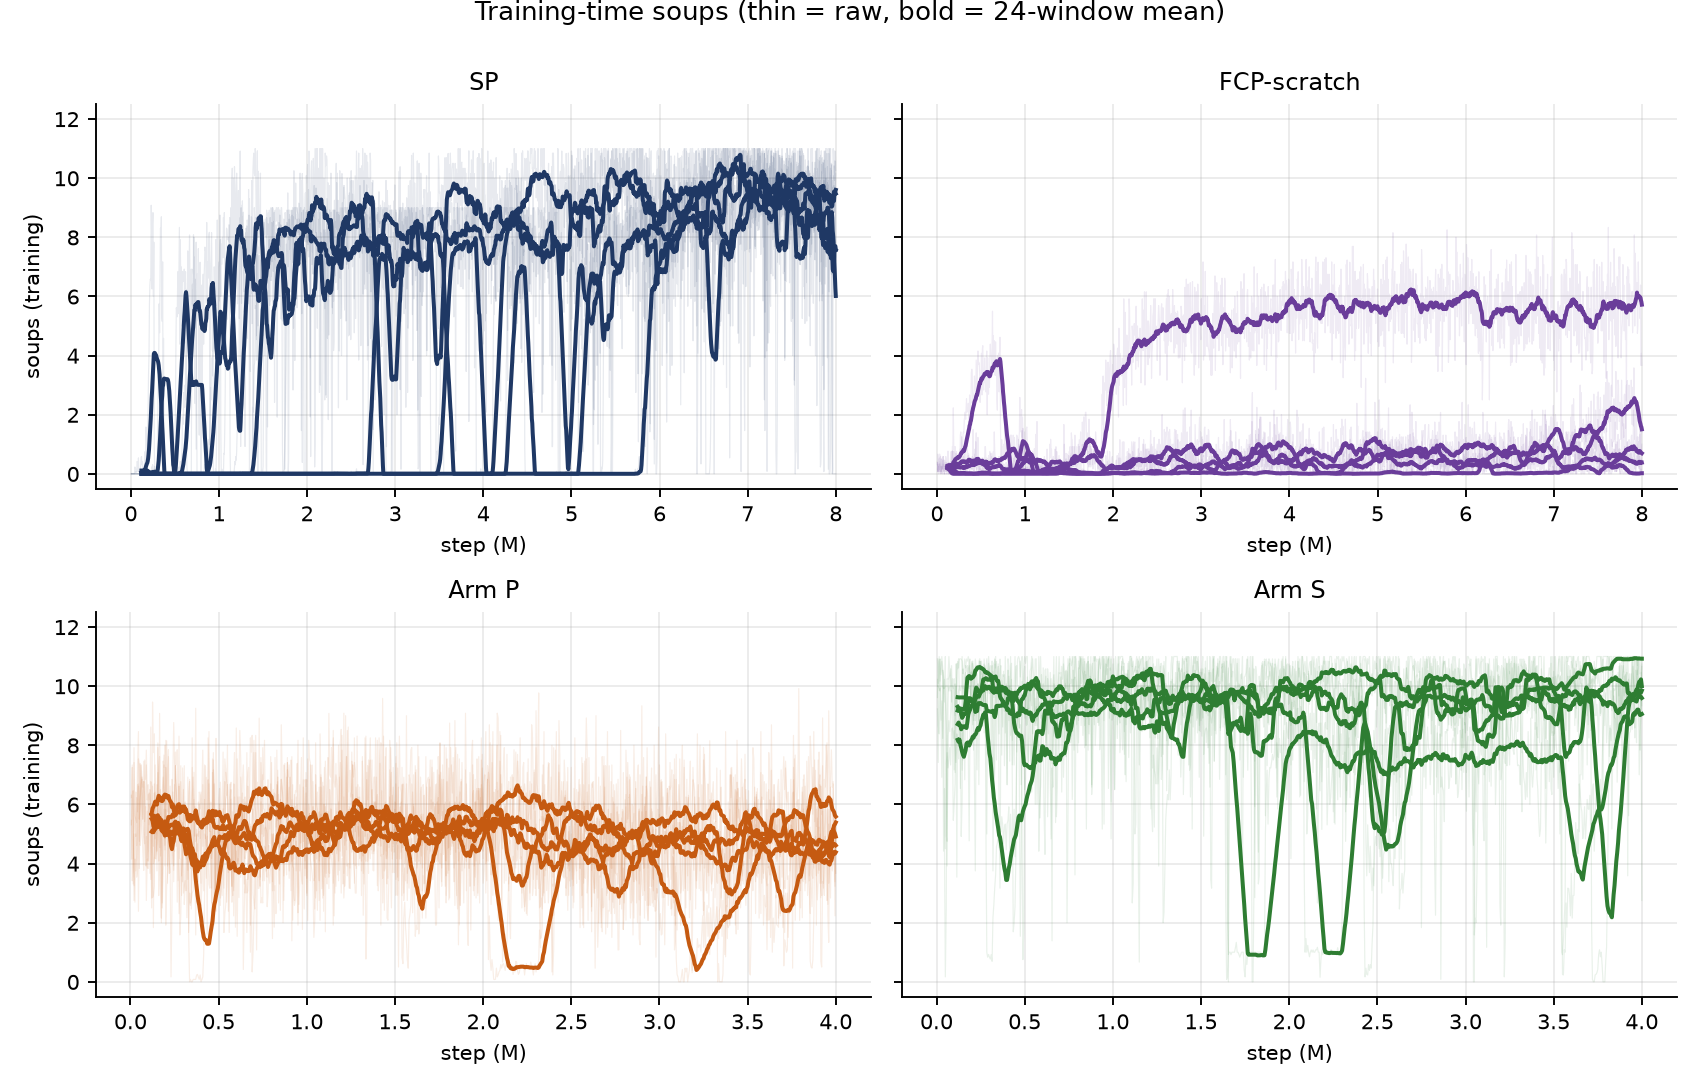 Training-time soups (thin = raw, bold = 24-window mean)
SP
FCP-scratch
soups (training)
12
10
8
6
4
2
0
0 1 2 3 4 5 6 7 8
step (M)
0 1 2 3 4 5 6 7 8
step (M)
Arm P
Arm S
soups (training)
12
10
8
6
4
2
0
0.0 0.5 1.0 1.5 2.0 2.5 3.0 3.5 4.0
step (M)
0.0 0.5 1.0 1.5 2.0 2.5 3.0 3.5 4.0
step (M)